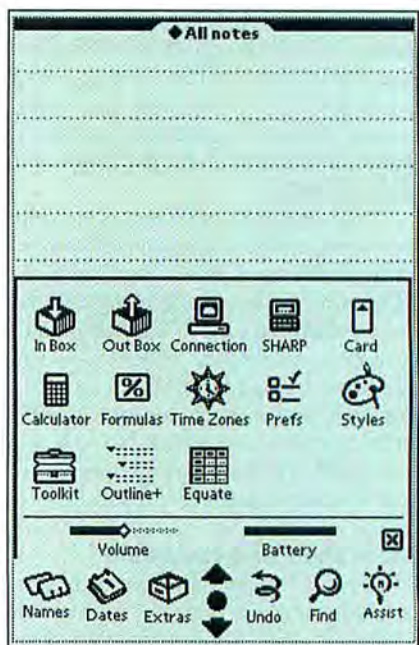 All notes
In Box Out Box Connection SHARP Card
Calculator Formulas Time Zones Prefs Styles
Toolkit Outline+ Equate
Volume Battery
Names Dates Extras Undo Find Assist